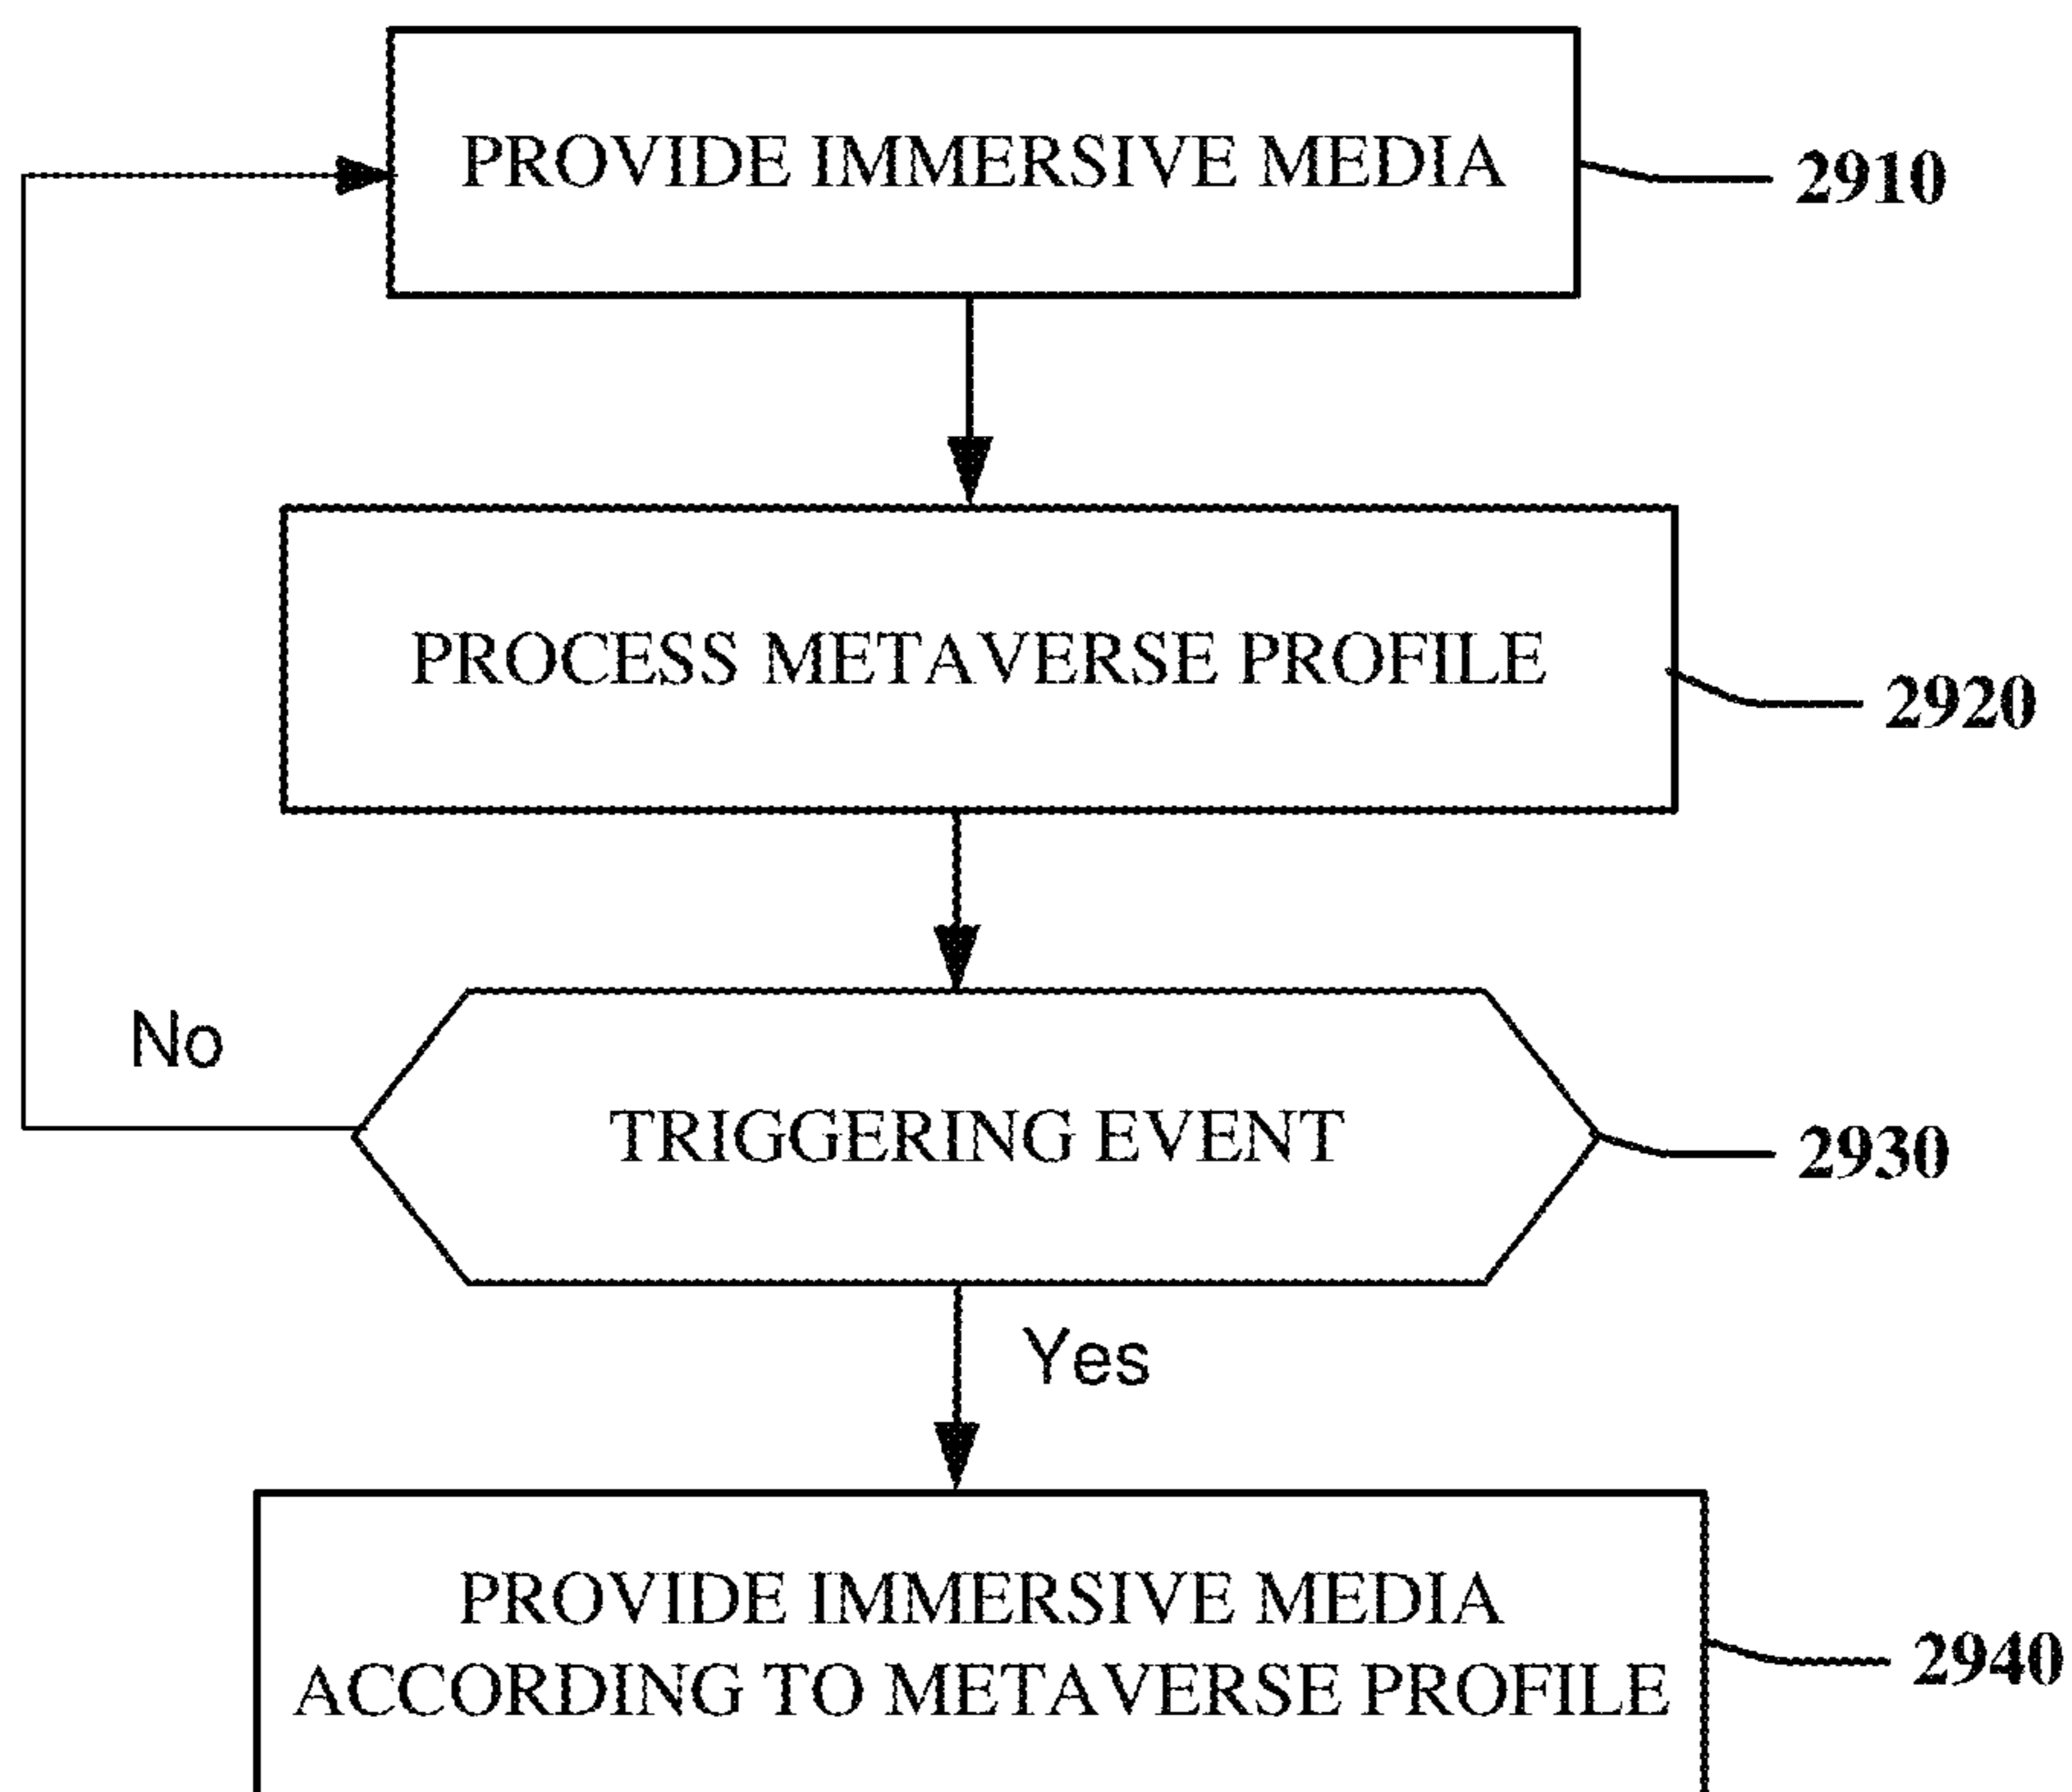 PROVIDE IMMERSIVE MEDIA
2910
PROCESS METAVERSE PROFILE
2920
No
TRIGGERING EVENT
2930
Yes
PROVIDE IMMERSIVE MEDIA
ACCORDING TO METAVERSE PROFILE
2940